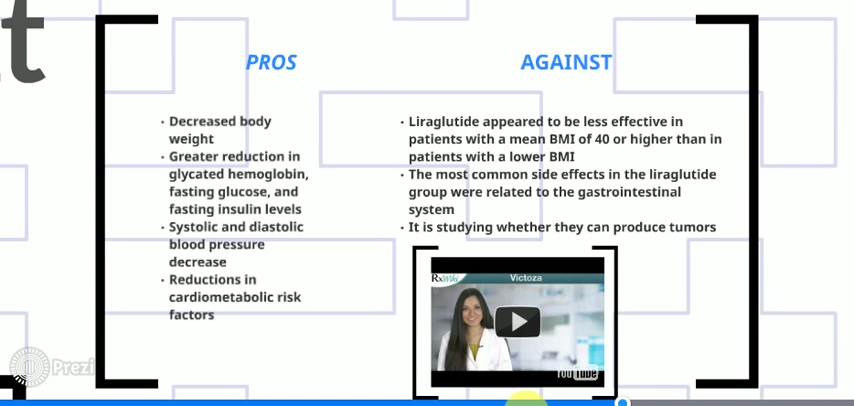 t
PROS
· Decreased body
weight
· Greater reduction in
glycated hemoglobin,
fasting glucose, and
fasting insulin levels
· Systolic and diastolic
blood pressure
decrease
· Reductions in
cardiometabolic risk
factors
AGAINST
· Liraglutide appeared to be less effective in
patients with a mean BMI of 40 or higher than in
patients with a lower BMI
· The most common side effects in the liraglutide
group were related to the gastrointestinal
system
· It is studying whether they can produce tumors
RxWiki
Victoza
YouTube
Prezi